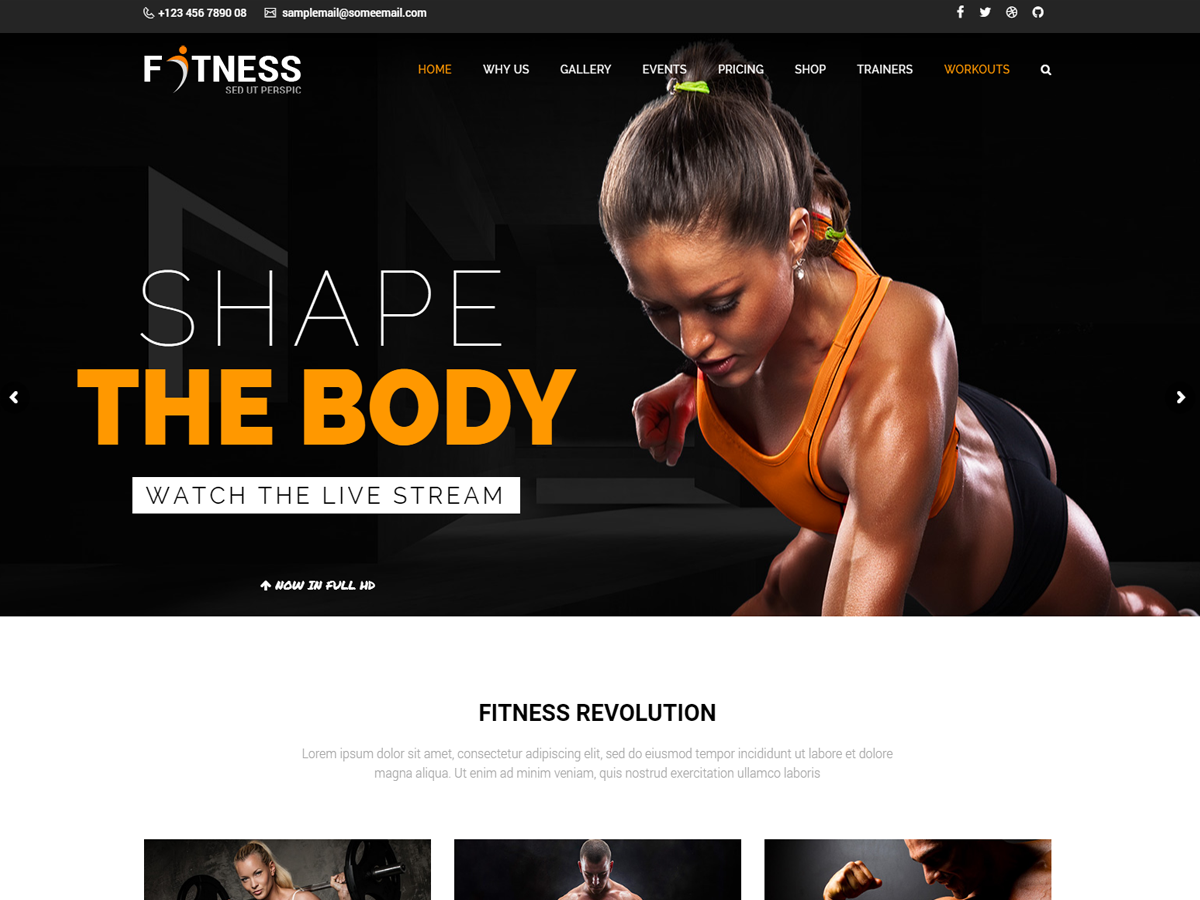 +123 456 7890 08 samplemail@someemail.com
FITNESS
SED UT PERSPIC
HOME WHY US GALLERY EVENTS PRICING SHOP TRAINERS WORKOUTS
SHAPE
THE BODY
WATCH THE LIVE STREAM
NOW IN FULL HD
FITNESS REVOLUTION
Lorem ipsum dolor sit amet, consectetur adipiscing elit, sed do eiusmod tempor incididunt ut labore et dolore
magna aliqua. Ut enim ad minim veniam, quis nostrud exercitation ullamco laboris